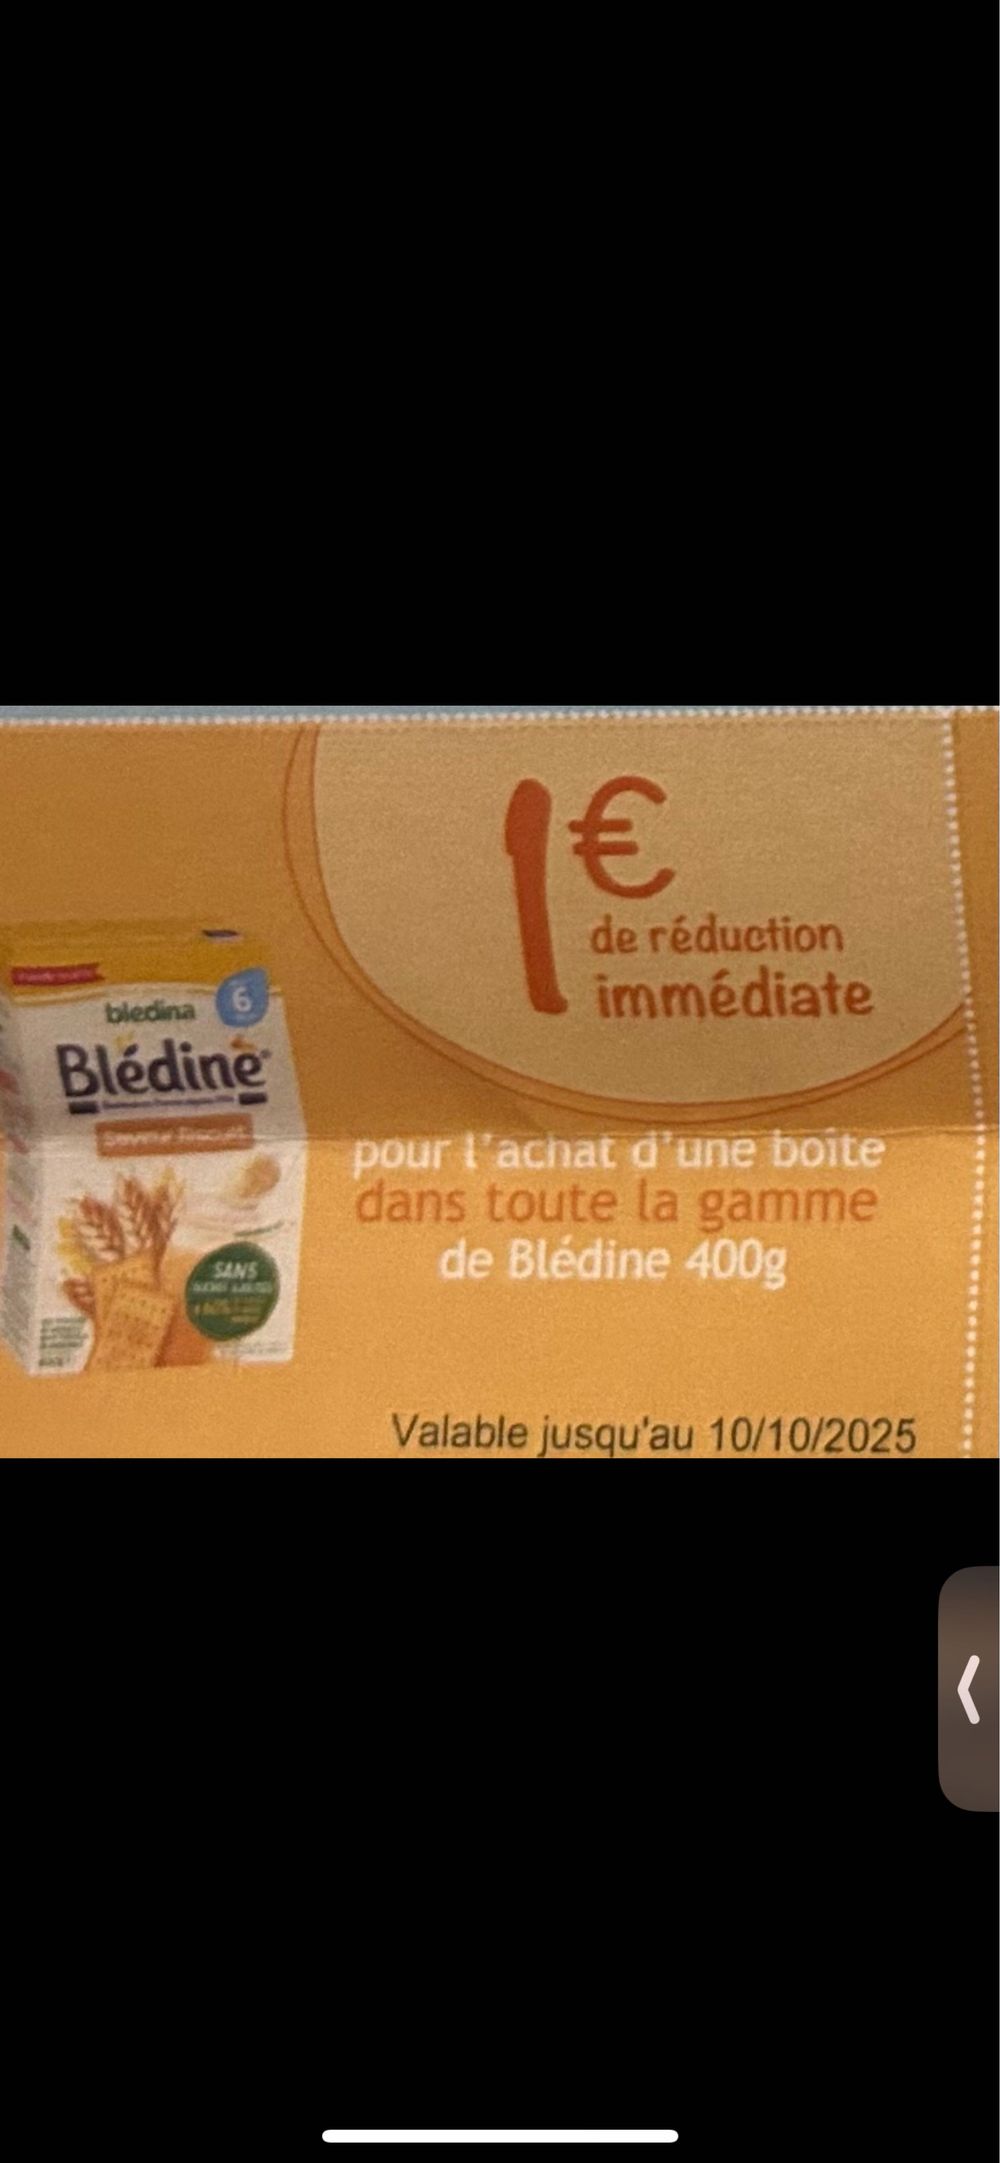 1€
de réduction
immédiate
bledina
6
Blédine
pour l'achat d'une boîte
dans toute la gamme
de Blédine 400g
SANS
Valable jusqu'au 10/10/2025